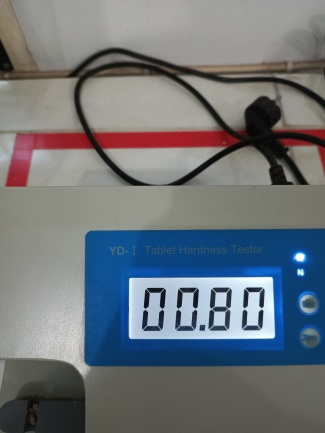 YD-Ⅰ Tablet Hardness Tester
N
00.80